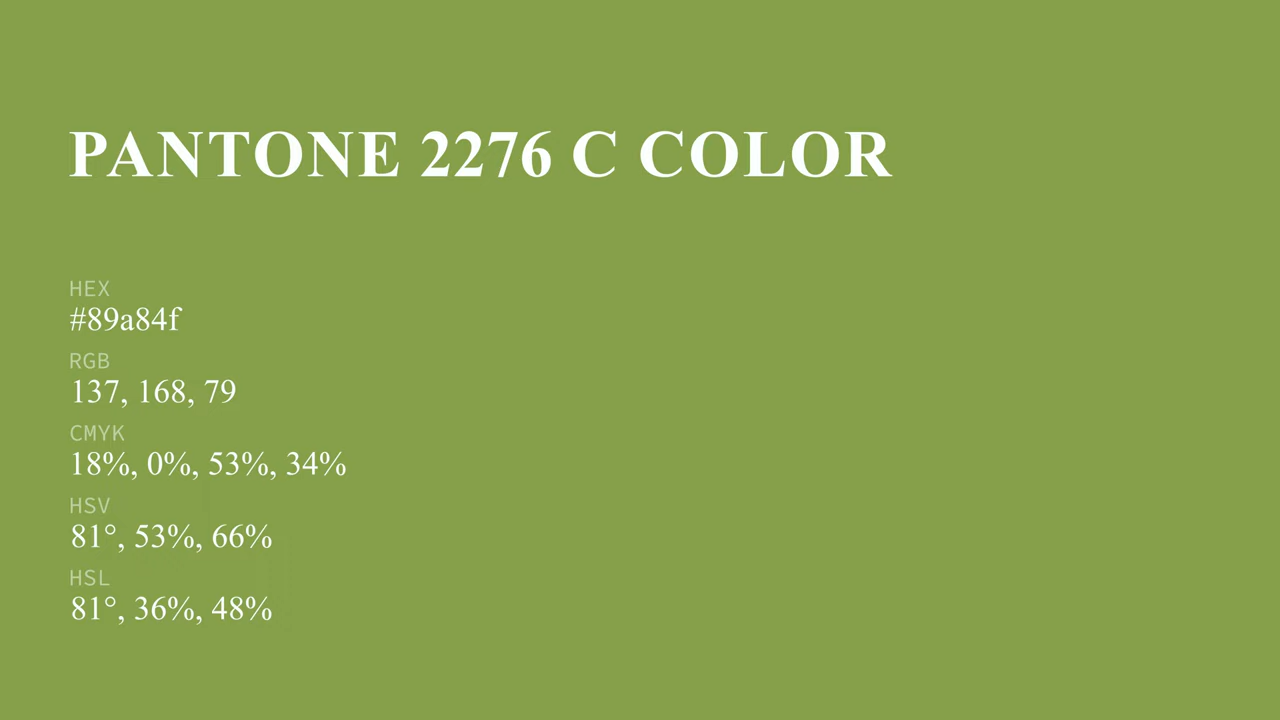 PANTONE 2276 C COLOR
HEX
#89a84f
RGB
137, 168, 79
CMYK
18%, 0%, 53%, 34%
HSV
81°, 53%, 66%
HSL
81°, 36%, 48%